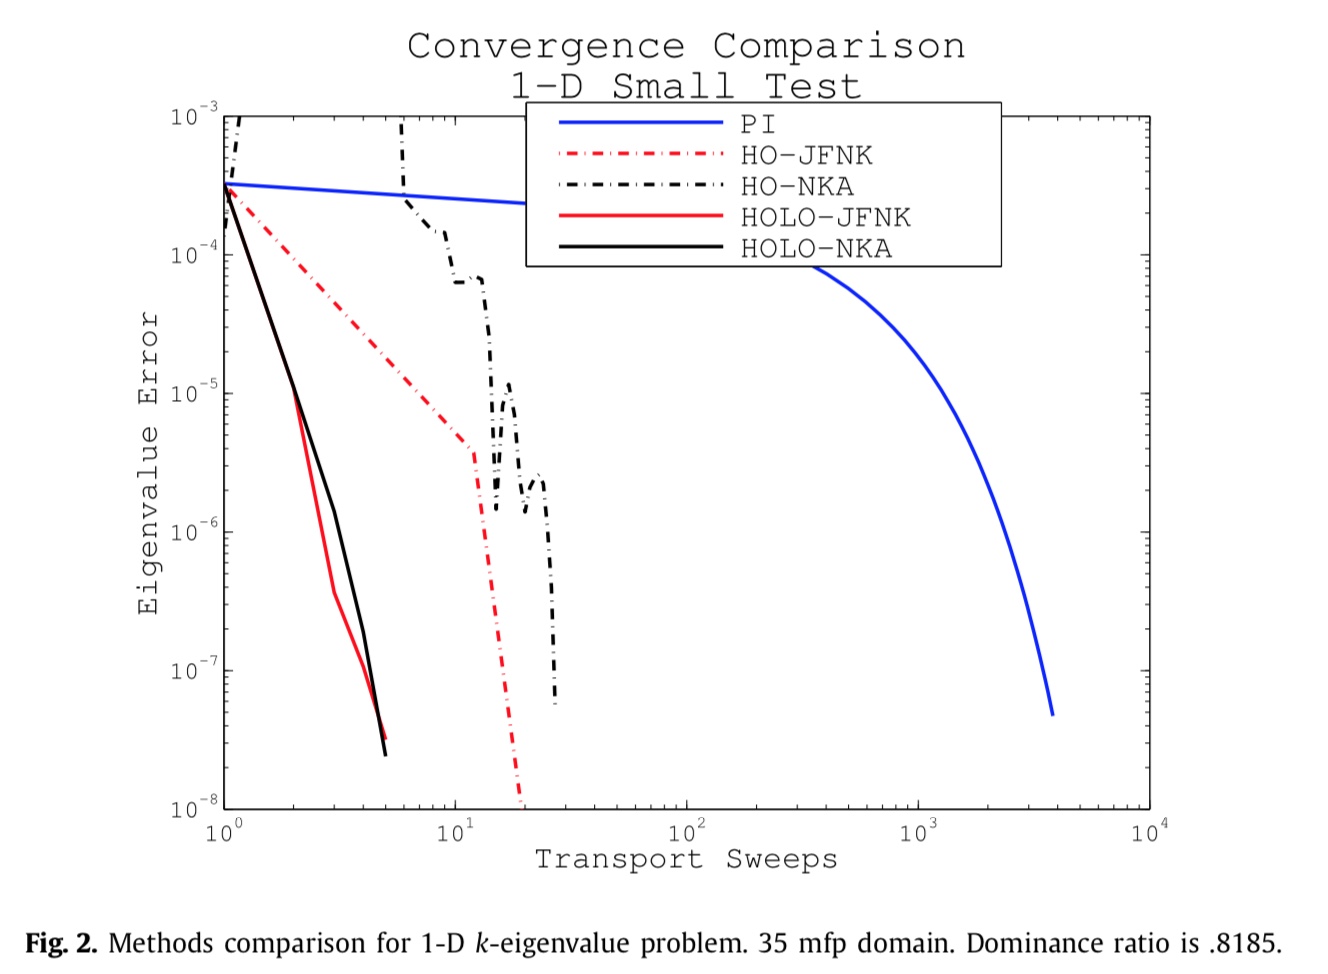 Convergence Comparison
1-D Small Test
PI
HO-JFNK
HO-NKA
HOLO-JFNK
HOLO-NKA
10^-3
10^-4
10^-5
10^-6
10^-7
10^-8
Eigenvalue Error
10^0 10^1 10^2 10^3 10^4
Transport Sweeps
Fig. 2. Methods comparison for 1-D k-eigenvalue problem. 35 mfp domain. Dominance ratio is .8185.